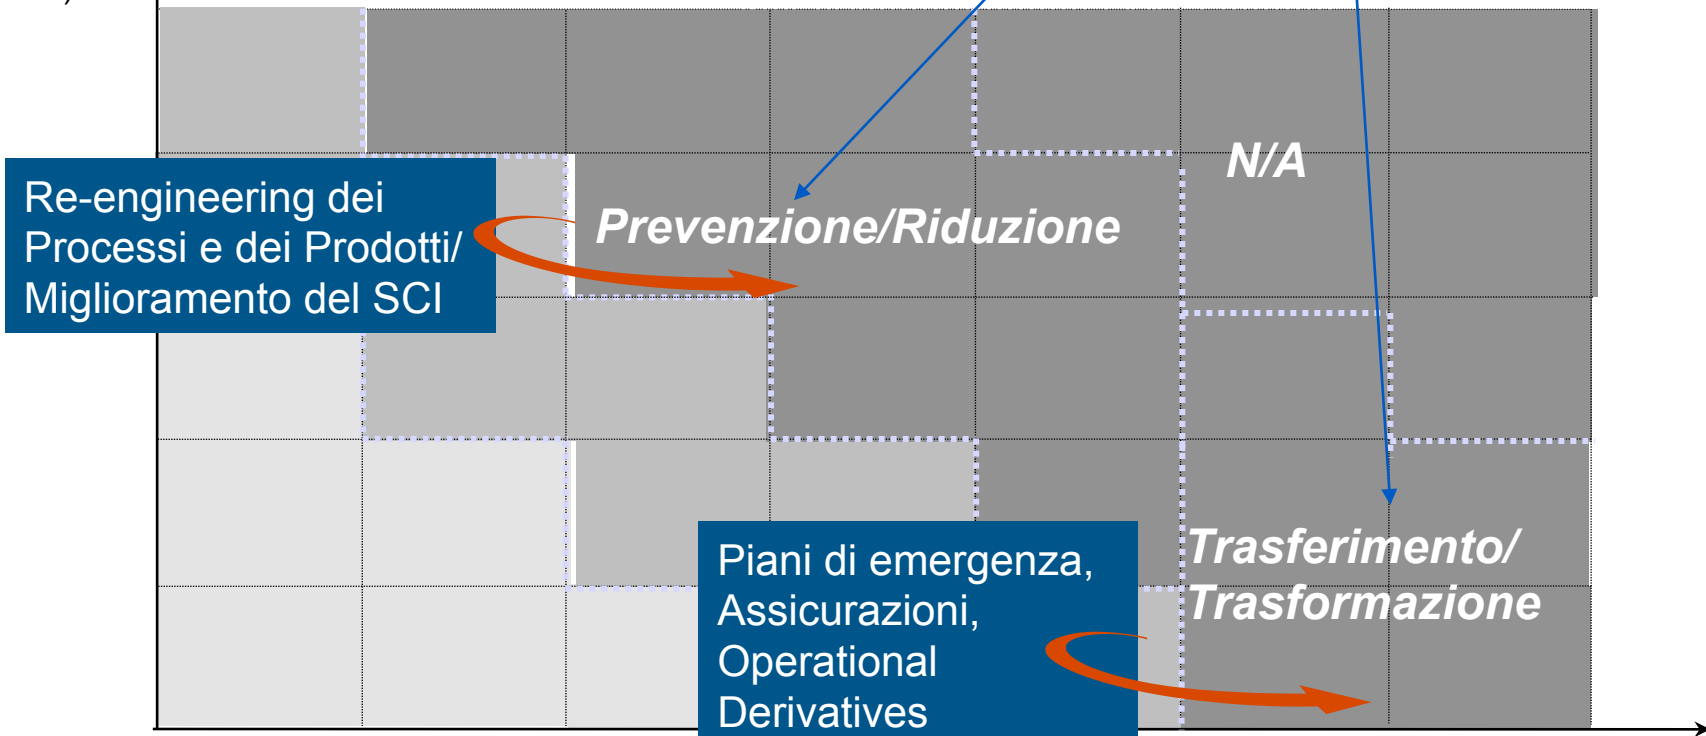 N/A
Re-engineering dei
Processi e dei Prodotti/
Miglioramento del SCI
Prevenzione/Riduzione
Piani di emergenza,
Assicurazioni,
Operational
Derivatives
Trasferimento/
Trasformazione